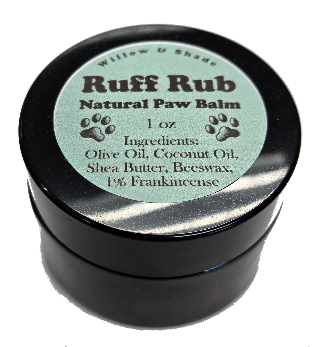 Willow & Shade
Ruff Rub
Natural Paw Balm
1 oz
Ingredients:
Olive Oil, Coconut Oil,
Shea Butter, Beeswax,
1% Frankincense